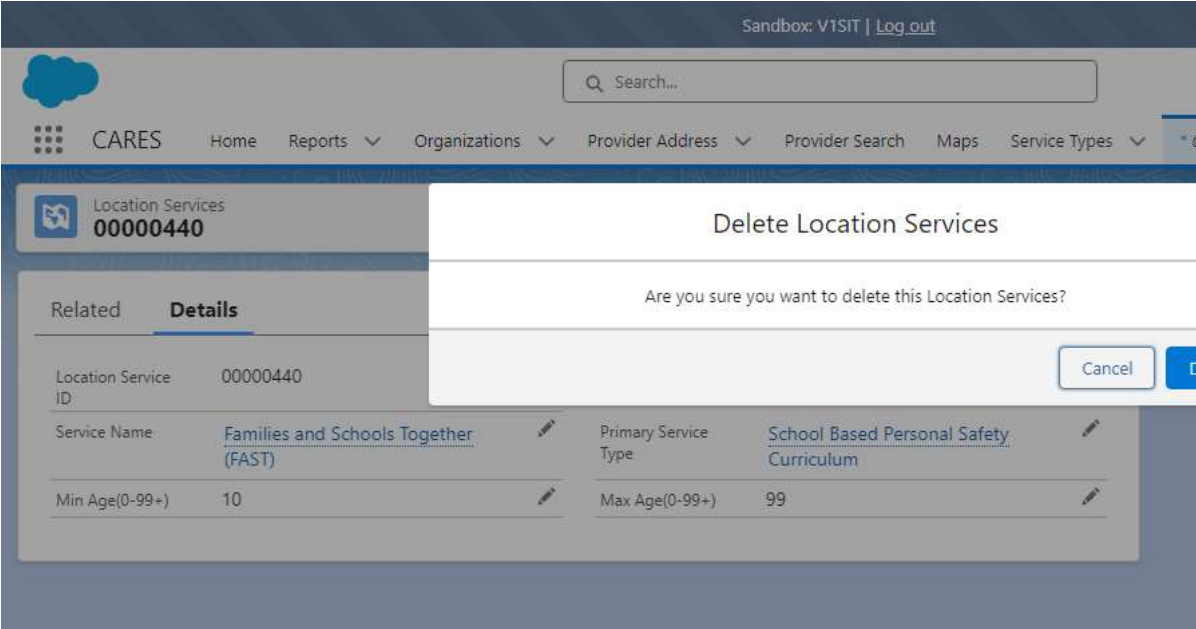 Sandbox: V1SIT | Log out
Search...
CARES Home Reports Organizations Provider Address Provider Search Maps Service Types *
Location Services
00000440
Delete Location Services
Are you sure you want to delete this Location Services?
Cancel
Related Details
Location Service ID 00000440
Service Name Families and Schools Together
(FAST)
Primary Service
Type
School Based Personal Safety
Curriculum
Min Age(0-99+) 10 Max Age(0-99+) 99